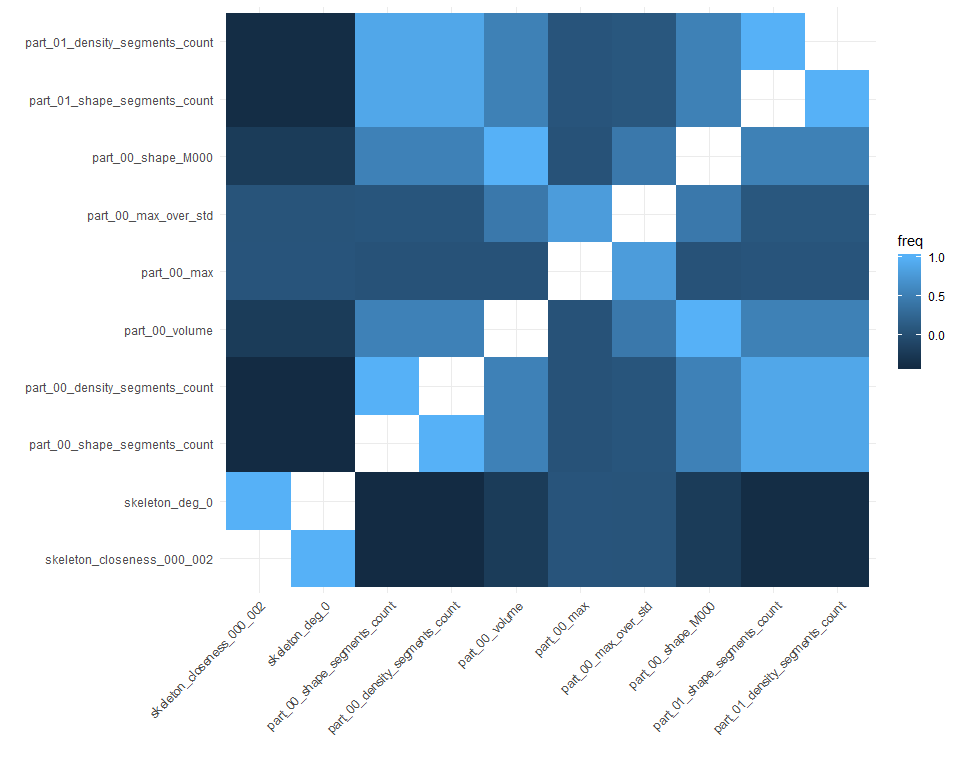 part_01_density_segments_count
part_01_shape_segments_count
part_00_shape_M000
part_00_max_over_std
part_00_max
part_00_volume
part_00_density_segments_count
part_00_shape_segments_count
skeleton_deg_0
skeleton_closeness_000_002
skeleton_closeness_000_002
skeleton_deg_0
part_00_shape_segments_count
part_00_density_segments_count
part_00_volume
part_00_max
part_00_max_over_std
part_00_shape_M000
part_01_shape_segments_count
part_01_density_segments_count
freq
1.0
0.5
0.0